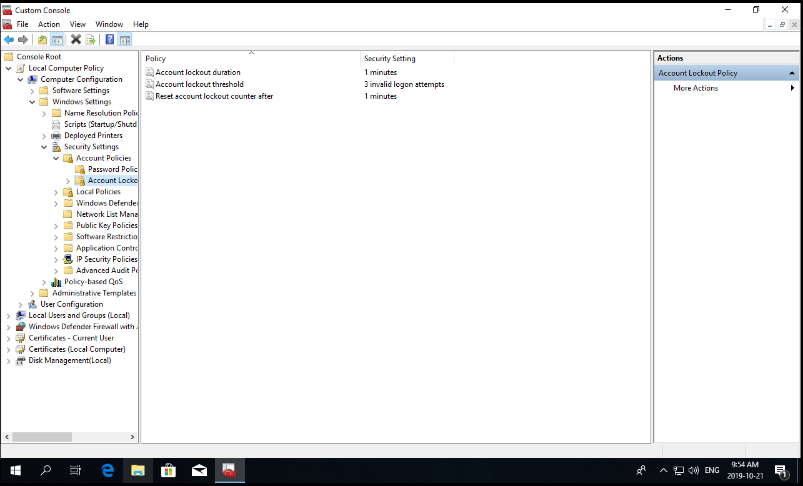 Custom Console
File Action View Window Help
Console Root
Local Computer Policy
Computer Configuration
Software Settings
Windows Settings
Name Resolution Polic
Scripts (Startup/Shutd
Deployed Printers
Security Settings
Account Policies
Password Polic
Account Locko
Local Policies
Windows Defender
Network List Mana
Public Key Policies
Software Restrictio
Application Contro
IP Security Policies
Advanced Audit Po
Policy-based QoS
Administrative Templates
User Configuration
Local Users and Groups (Local)
Windows Defender Firewall with
Certificates - Current User
Certificates (Local Computer)
Disk Management(Local)
Policy Security Setting
Account lockout duration 1 minutes
Account lockout threshold 3 invalid logon attempts
Reset account lockout counter after 1 minutes
Actions
Account Lockout Policy
More Actions
ENG
9:54 AM
2019-10-21
1